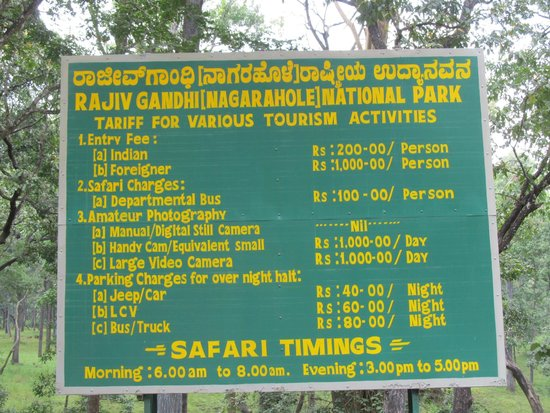 ರಾಜೀವ್‌ಗಾಂಧಿ[ನಾಗರಹೊಳೆ]ರಾಷ್ಟ್ರೀಯ ಉದ್ಯಾನವನ
RAJIV GANDHI[NAGARAHOLE]NATIONAL PARK
TARIFF FOR VARIOUS TOURISM ACTIVITIES
1.Entry Fee:
[a] Indian Rs:200-00/ Person
[b] Foreigner Rs:1,000-00/ Person
2.Safari Charges:
[a] Departmental Bus Rs:100-00/ Person
3.Amateur Photography
[a] Manual/Digital Still Camera ------Nil------
[b] Handy Cam/Equivalent Small Rs:1,000-00/ Day
[c] Large Video Camera Rs:1,000-00/ Day
4.Parking Charges for over night halt:
[a] Jeep/Car Rs:40-00/ Night
[b] LCV Rs:60-00/ Night
[c] Bus/Truck Rs:80-00/ Night
SAFARI TIMINGS
Morning:6.00am to 8.00am. Evening:3.00pm to 5.00pm